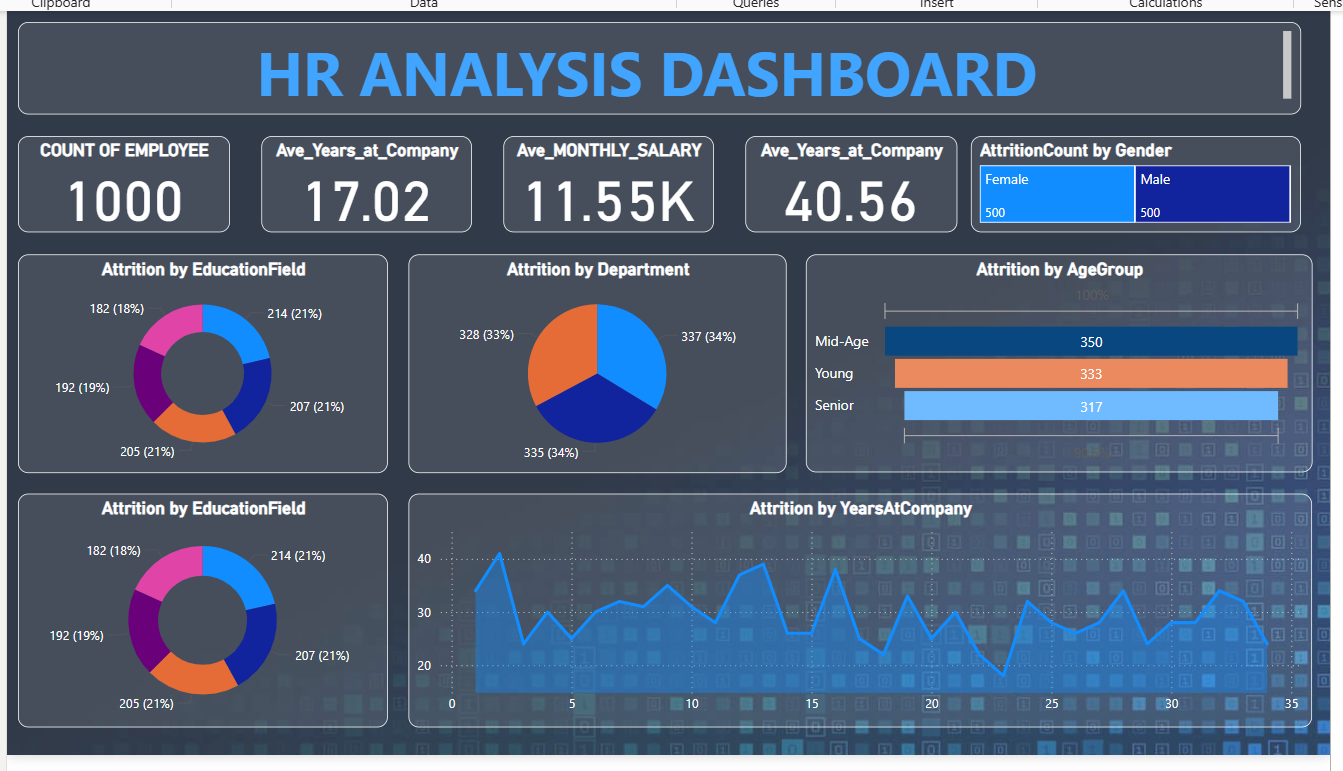 Clipboard Data Queries Insert Calculations Sens
HR ANALYSIS DASHBOARD
COUNT OF EMPLOYEE
1000
Ave_Years_at_Company
17.02
Ave_MONTHLY_SALARY
11.55K
Ave_Years_at_Company
40.56
AttritionCount by Gender
Female
500
Male
500
Attrition by EducationField
182 (18%)
214 (21%)
192 (19%)
207 (21%)
205 (21%)
Attrition by Department
328 (33%)
337 (34%)
335 (34%)
Attrition by AgeGroup
100%
Mid-Age 350
Young 333
Senior 317
Attrition by EducationField
182 (18%)
214 (21%)
192 (19%)
207 (21%)
205 (21%)
Attrition by YearsAtCompany
40
30
20
0 5 10 15 20 25 30 35